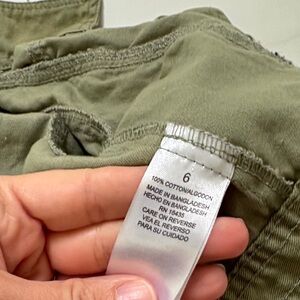 6
100% COTTON/ALGODON
MADE IN BANGLADESH
HECHO EN BANGLADESH
RN 16435
CARE ON REVERSE
VEA EL REVERSO
PARA SU CUIDADO